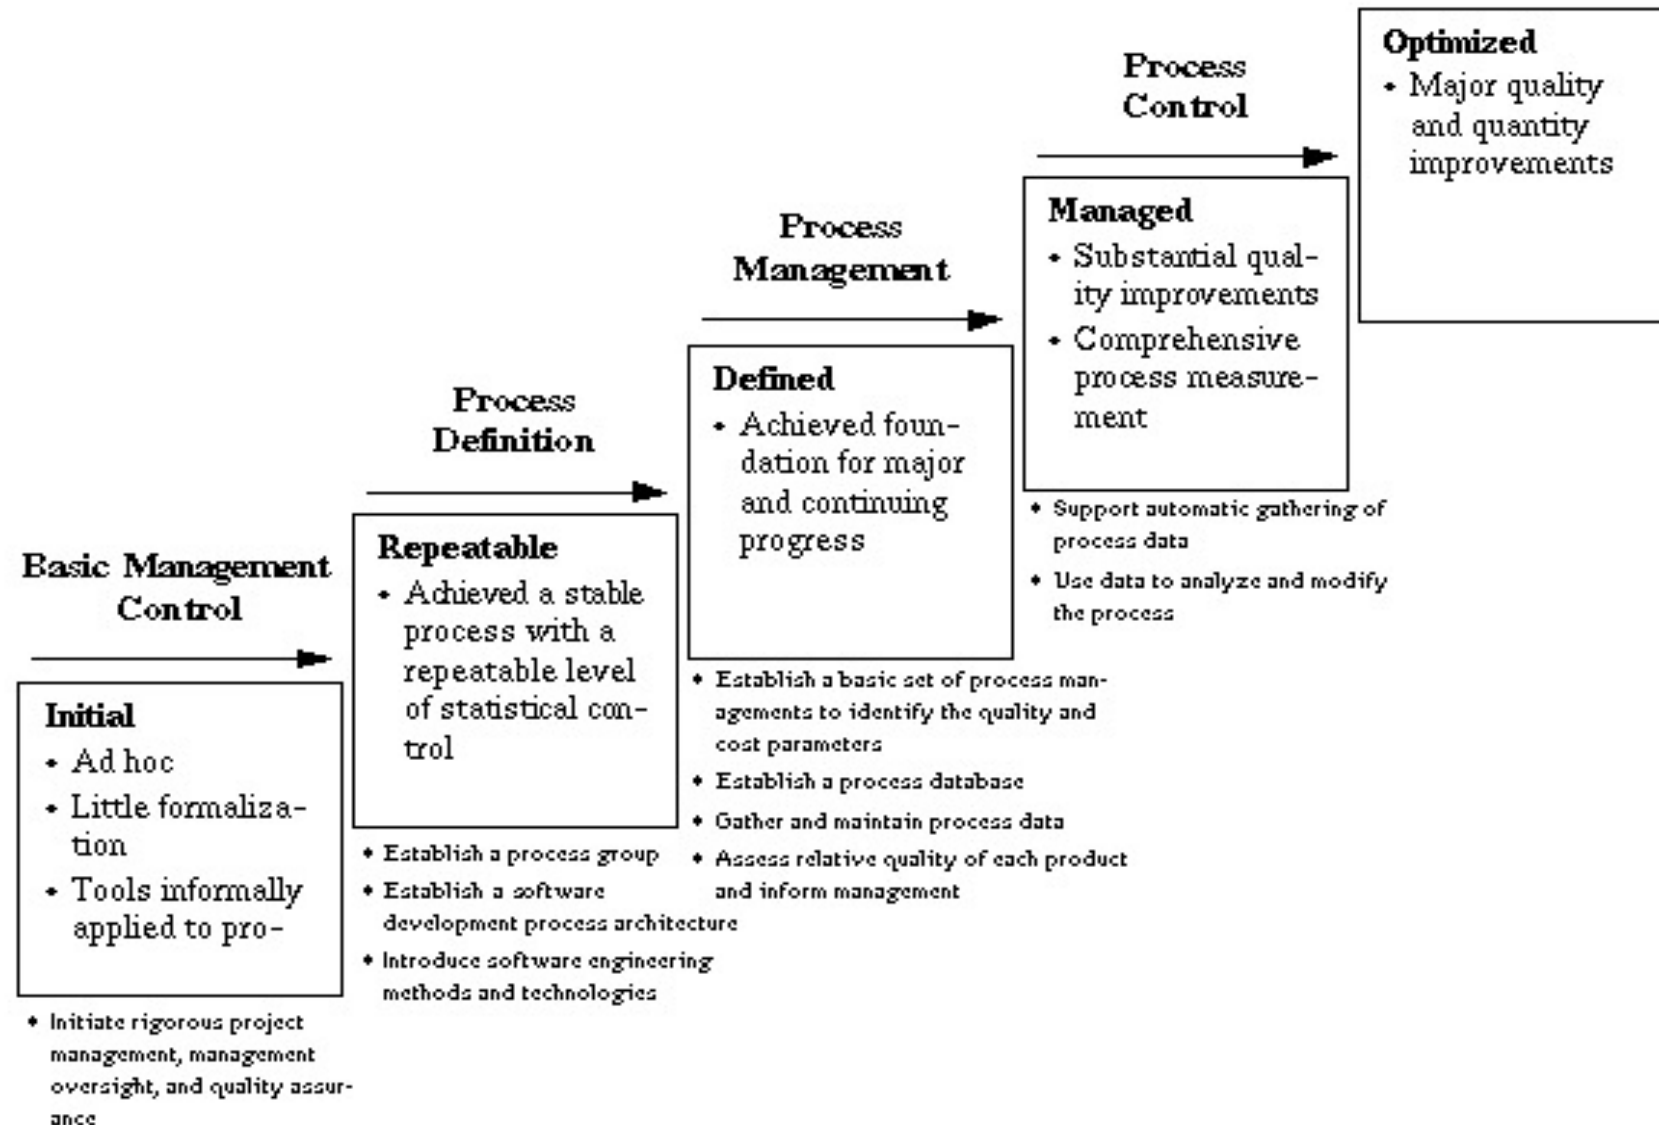 Basic Management
Control
Initial
• Ad hoc
• Little formaliza-
tion
• Tools informally
applied to pro-
• Initiate rigorous project
management, management
oversight, and quality assur-
ance
Process
Definition
Repeatable
• Achieved a stable
process with a
repeatable level
of statistical con-
trol
• Establish a process group
• Establish a software
development process architecture
• Introduce software engineering
methods and technologies
Process
Management
Defined
• Achieved foun-
dation for major
and continuing
progress
• Establish a basic set of process man-
agements to identify the quality and
cost parameters
• Establish a process database
• Gather and maintain process data
• Assess relative quality of each product
and inform management
Process
Control
Managed
• Substantial qual-
ity improvements
• Comprehensive
process measure-
ment
• Support automatic gathering of
process data
• Use data to analyze and modify
the process
Optimized
• Major quality
and quantity
improvements